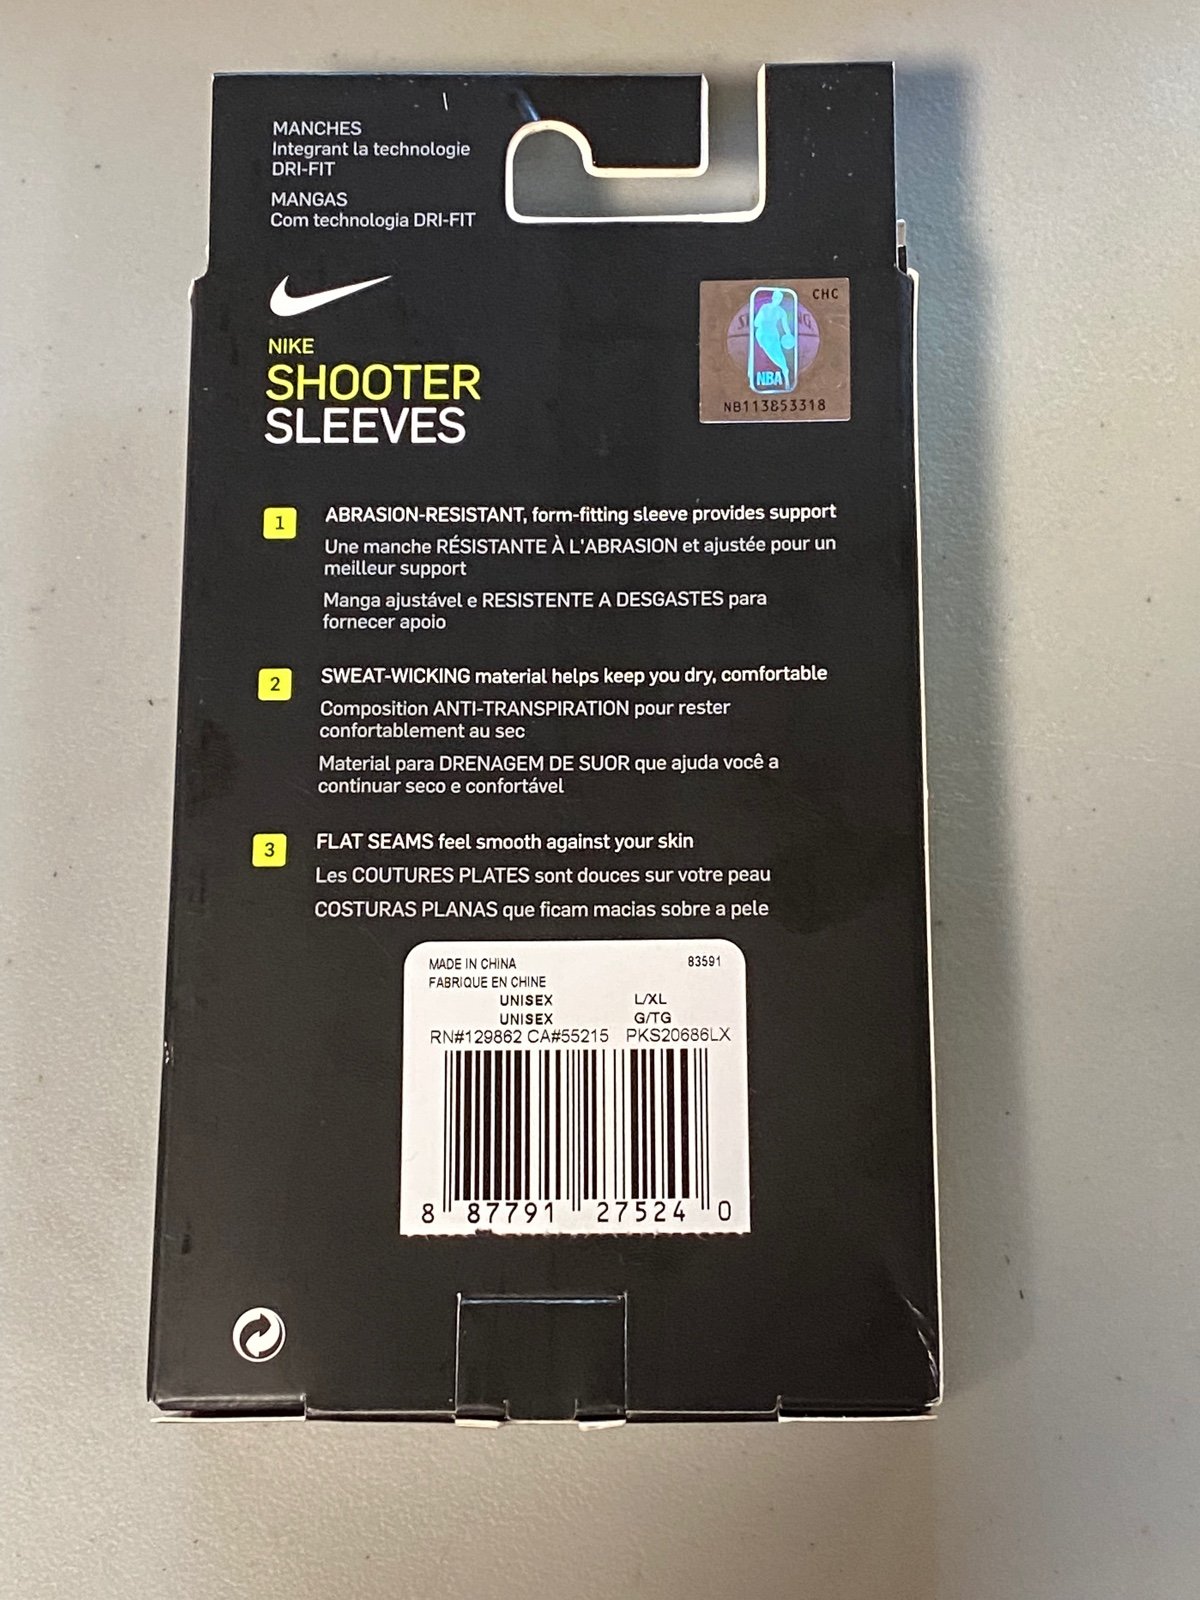 MANCHES
Integrant la technologie
DRI-FIT
MANGAS
Com technologia DRI-FIT
NIKE
SHOOTER
SLEEVES
CHC
NBA
NB113853318
1
ABRASION-RESISTANT, form-fitting sleeve provides support
Une manche RÉSISTANTE À L'ABRASION et ajustée pour un
meilleur support
Manga ajustável e RESISTENTE A DESGASTES para
fornecer apoio
2
SWEAT-WICKING material helps keep you dry, comfortable
Composition ANTI-TRANSPIRATION pour rester
confortablement au sec
Material para DRENAGEM DE SUOR que ajuda você a
continuar seco e confortável
3
FLAT SEAMS feel smooth against your skin
Les COUTURES PLATES sont douces sur votre peau
COSTURAS PLANAS que ficam macias sobre a pele
MADE IN CHINA 83591
FABRIQUE EN CHINE
UNISEX L/XL
UNISEX G/TG
RN#129862 CA#55215 PKS20686LX
8 87791 27524 0